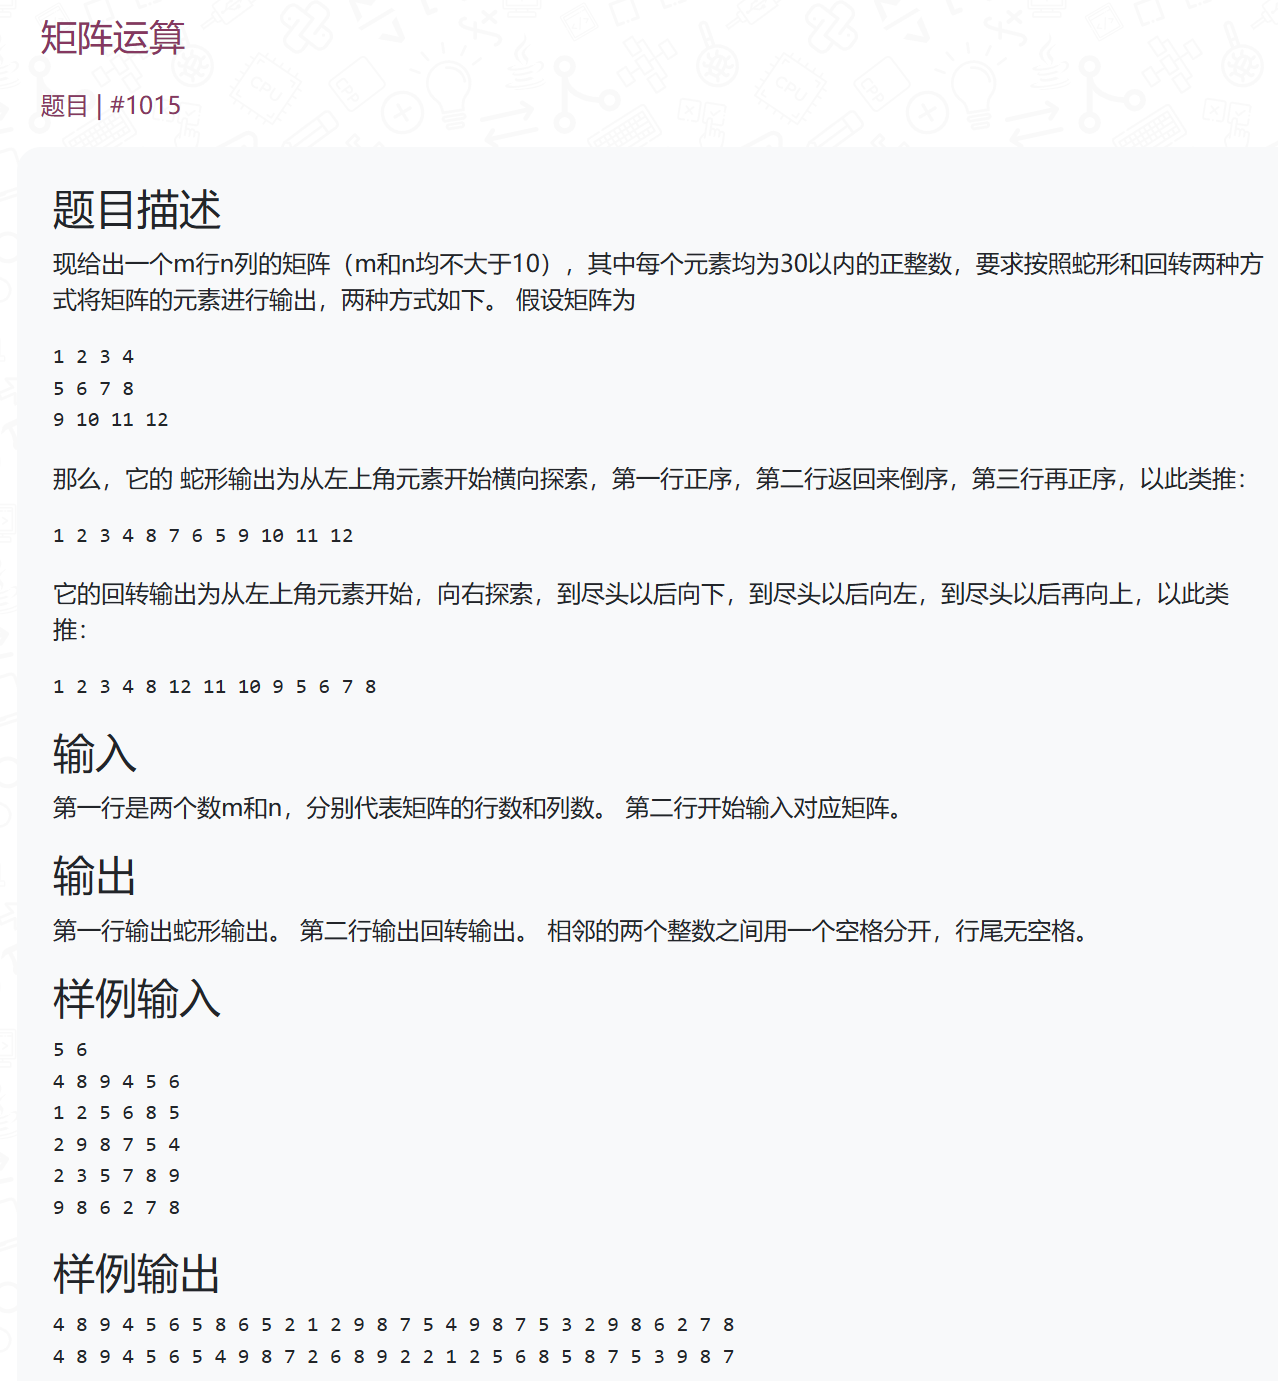 矩阵运算
题目 | #1015
题目描述
现给出一个m行n列的矩阵（m和n均不大于10），其中每个元素均为30以内的正整数，要求按照蛇形和回转两种方
式将矩阵的元素进行输出，两种方式如下。 假设矩阵为
1 2 3 4
5 6 7 8
9 10 11 12
那么，它的 蛇形输出为从左上角元素开始横向探索，第一行正序，第二行返回来倒序，第三行再正序，以此类推：
1 2 3 4 8 7 6 5 9 10 11 12
它的回转输出为从左上角元素开始，向右探索，到尽头以后向下，到尽头以后向左，到尽头以后再向上，以此类
推：
1 2 3 4 8 12 11 10 9 5 6 7 8
输入
第一行是两个数m和n，分别代表矩阵的行数和列数。 第二行开始输入对应矩阵。
输出
第一行输出蛇形输出。 第二行输出回转输出。 相邻的两个整数之间用一个空格分开，行尾无空格。
样例输入
5 6
4 8 9 4 5 6
1 2 5 6 8 5
2 9 8 7 5 4
2 3 5 7 8 9
9 8 6 2 7 8
样例输出
4 8 9 4 5 6 5 8 6 5 2 1 2 9 8 7 5 4 9 8 7 5 3 2 9 8 6 2 7 8
4 8 9 4 5 6 5 4 9 8 7 2 6 8 9 2 2 1 2 5 6 8 5 8 7 5 3 9 8 7